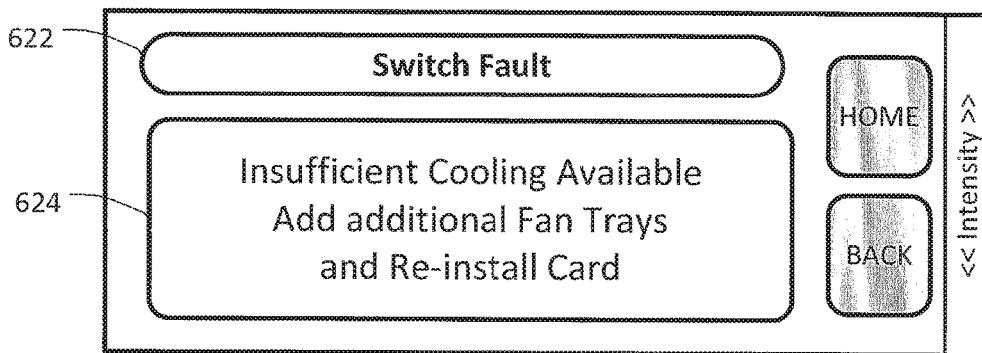 622
Switch Fault
HOME
624
Insufficient Cooling Available
Add additional Fan Trays
and Re-install Card
BACK
<< Intensity >>